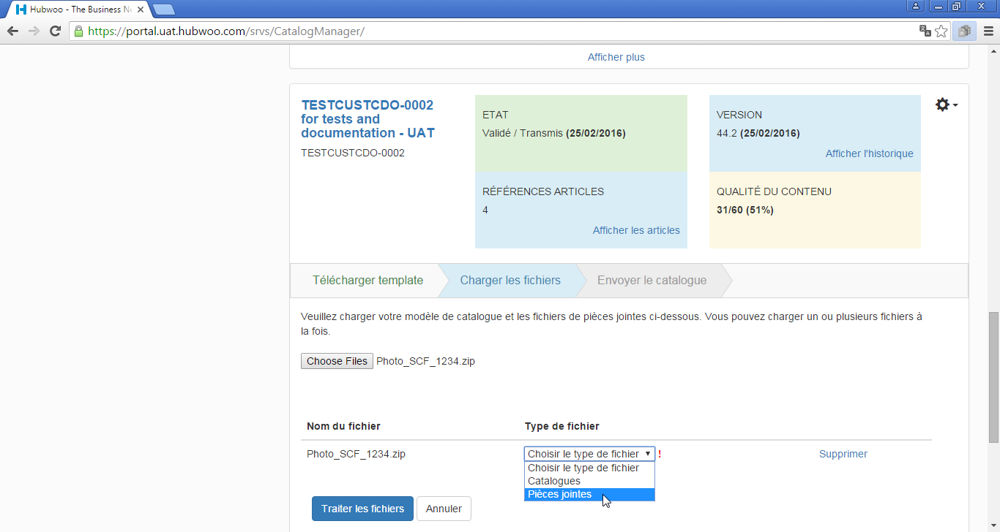 Hubwoo - The Business N
https://portal.uat.hubwoo.com/srvs/CatalogManager/
Afficher plus
TESTCUSTCDO-0002
for tests and
documentation - UAT
TESTCUSTCDO-0002
ETAT
Validé / Transmis (25/02/2016)
VERSION
44.2 (25/02/2016)
Afficher l'historique
RÉFÉRENCES ARTICLES
4
Afficher les articles
QUALITÉ DU CONTENU
31/60 (51%)
Télécharger template
Charger les fichiers
Envoyer le catalogue
Veuillez charger votre modèle de catalogue et les fichiers de pièces jointes ci-dessous. Vous pouvez charger un ou plusieurs fichiers à
la fois.
Choose Files Photo_SCF_1234.zip
Nom du fichier Type de fichier
Photo_SCF_1234.zip Choisir le type de fichier ! Supprimer
Choisir le type de fichier
Catalogues
Pièces jointes
Traiter les fichiers Annuler